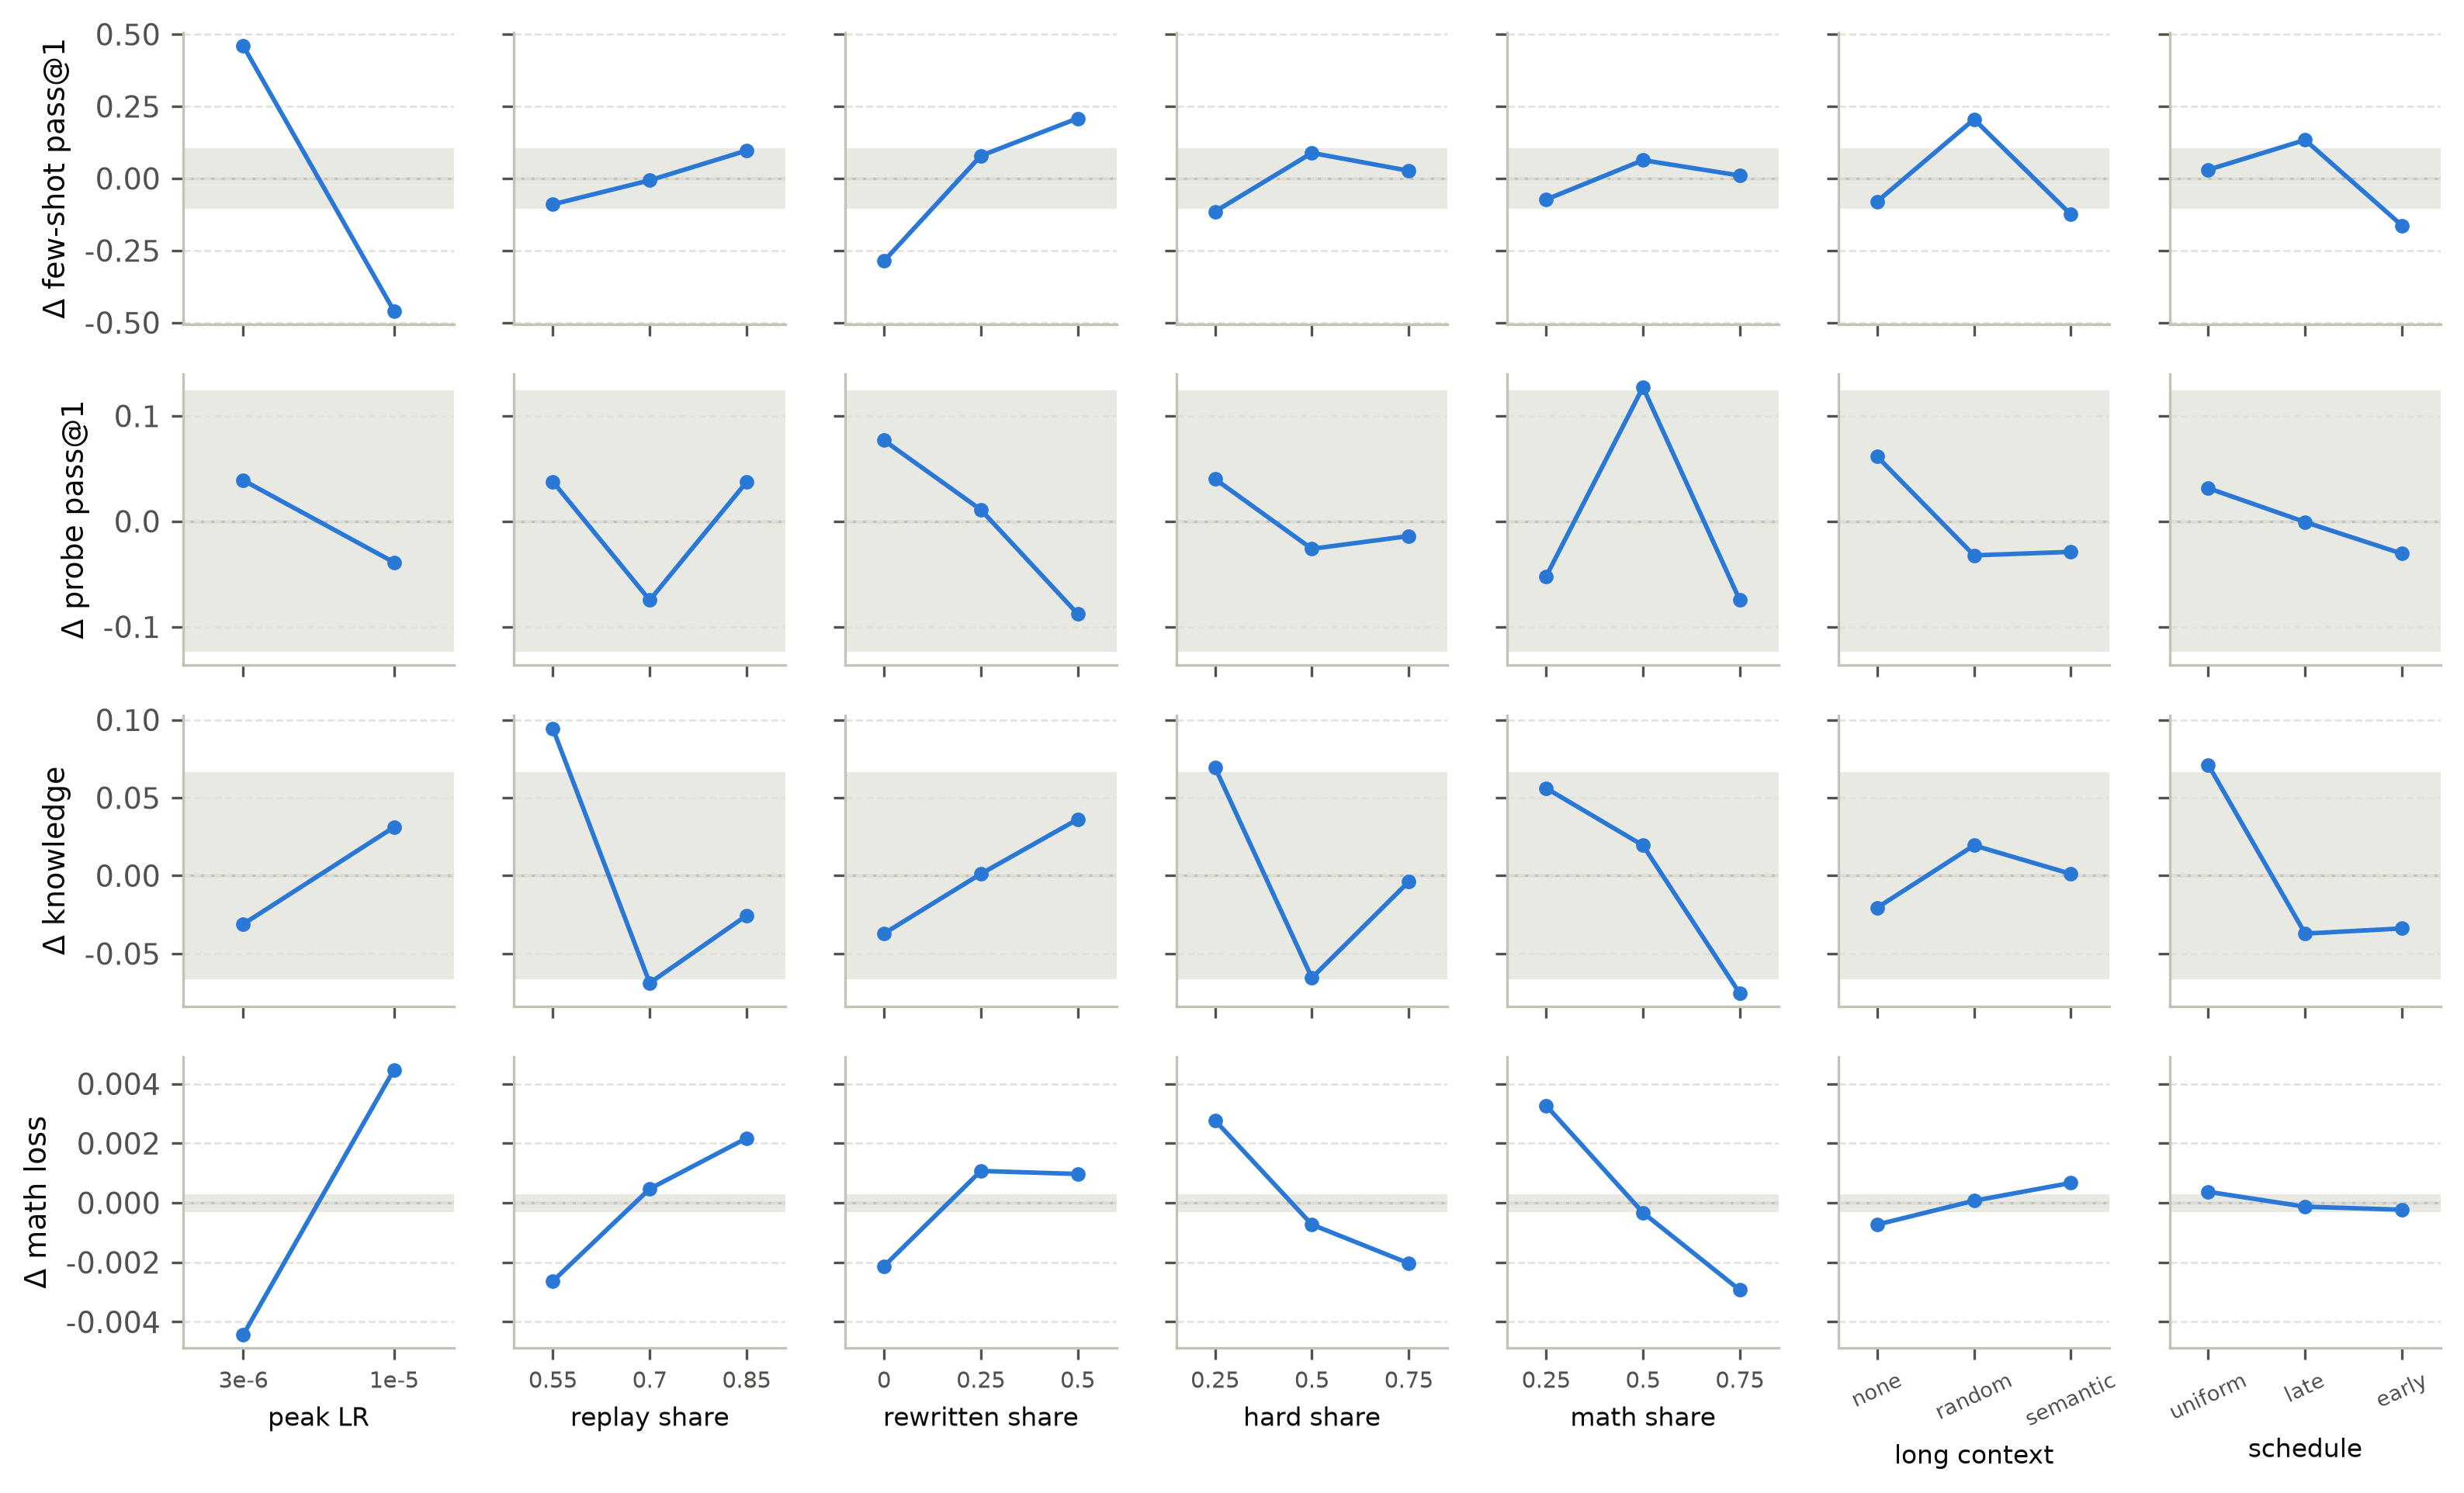 Δ few-shot pass@1
0.50
0.25
0.00
-0.25
-0.50
Δ probe pass@1
0.1
0.0
-0.1
Δ knowledge
0.10
0.05
0.00
-0.05
Δ math loss
0.004
0.002
0.000
-0.002
-0.004
3e-6 1e-5
peak LR
0.55 0.7 0.85
replay share
0 0.25 0.5
rewritten share
0.25 0.5 0.75
hard share
0.25 0.5 0.75
math share
none random semantic
long context
uniform late early
schedule